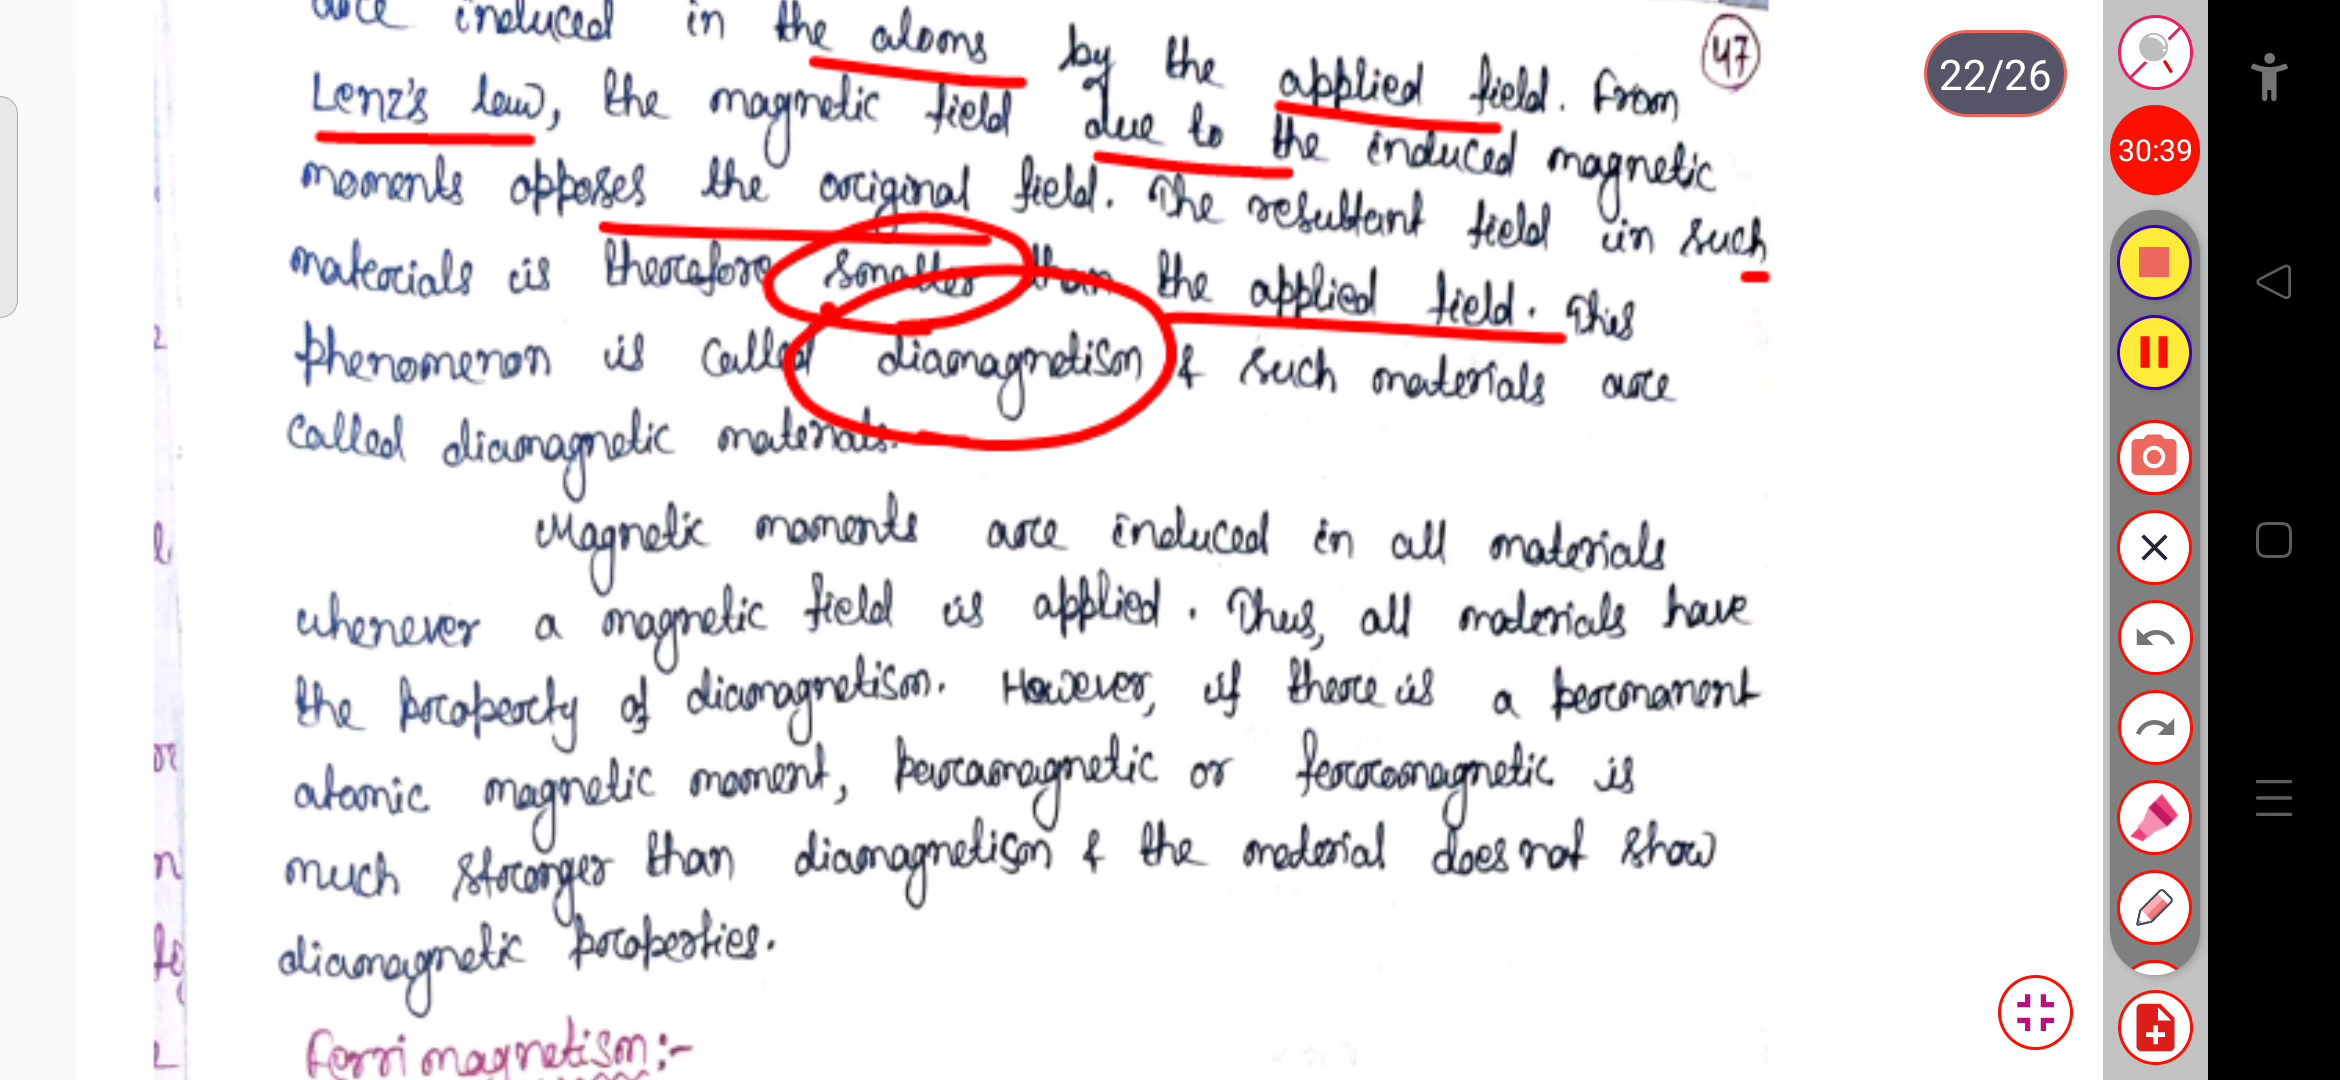 are induced in the atoms by the applied field. From
47
22/26
30:39
Lenz's law, the magnetic field due to the induced magnetic
moments opposes the original field. The resultant field in such
materials is therefore smaller than the applied field. This
phenomenon is called diamagnetism & such materials are
called diamagnetic materials.
Magnetic moments are induced in all materials
whenever a magnetic field is applied. Thus, all materials have
the property of diamagnetism. However, if there is a permanent
atomic magnetic moment, paramagnetic or ferromagnetic is
much stronger than diamagnetism & the material does not show
diamagnetic properties.
Ferri magnetism:-